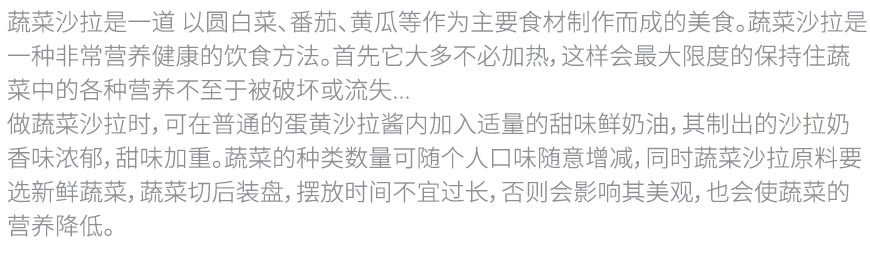 蔬菜沙拉是一道 以圆白菜、番茄、黄瓜等作为主要食材制作而成的美食。蔬菜沙拉是
一种非常营养健康的饮食方法。首先它大多不必加热，这样会最大限度的保持住蔬
菜中的各种营养不至于被破坏或流失...
做蔬菜沙拉时，可在普通的蛋黄沙拉酱内加入适量的甜味鲜奶油，其制出的沙拉奶
香味浓郁，甜味加重。蔬菜的种类数量可随个人口味随意增减，同时蔬菜沙拉原料要
选新鲜蔬菜，蔬菜切后装盘，摆放时间不宜过长，否则会影响其美观，也会使蔬菜的
营养降低。